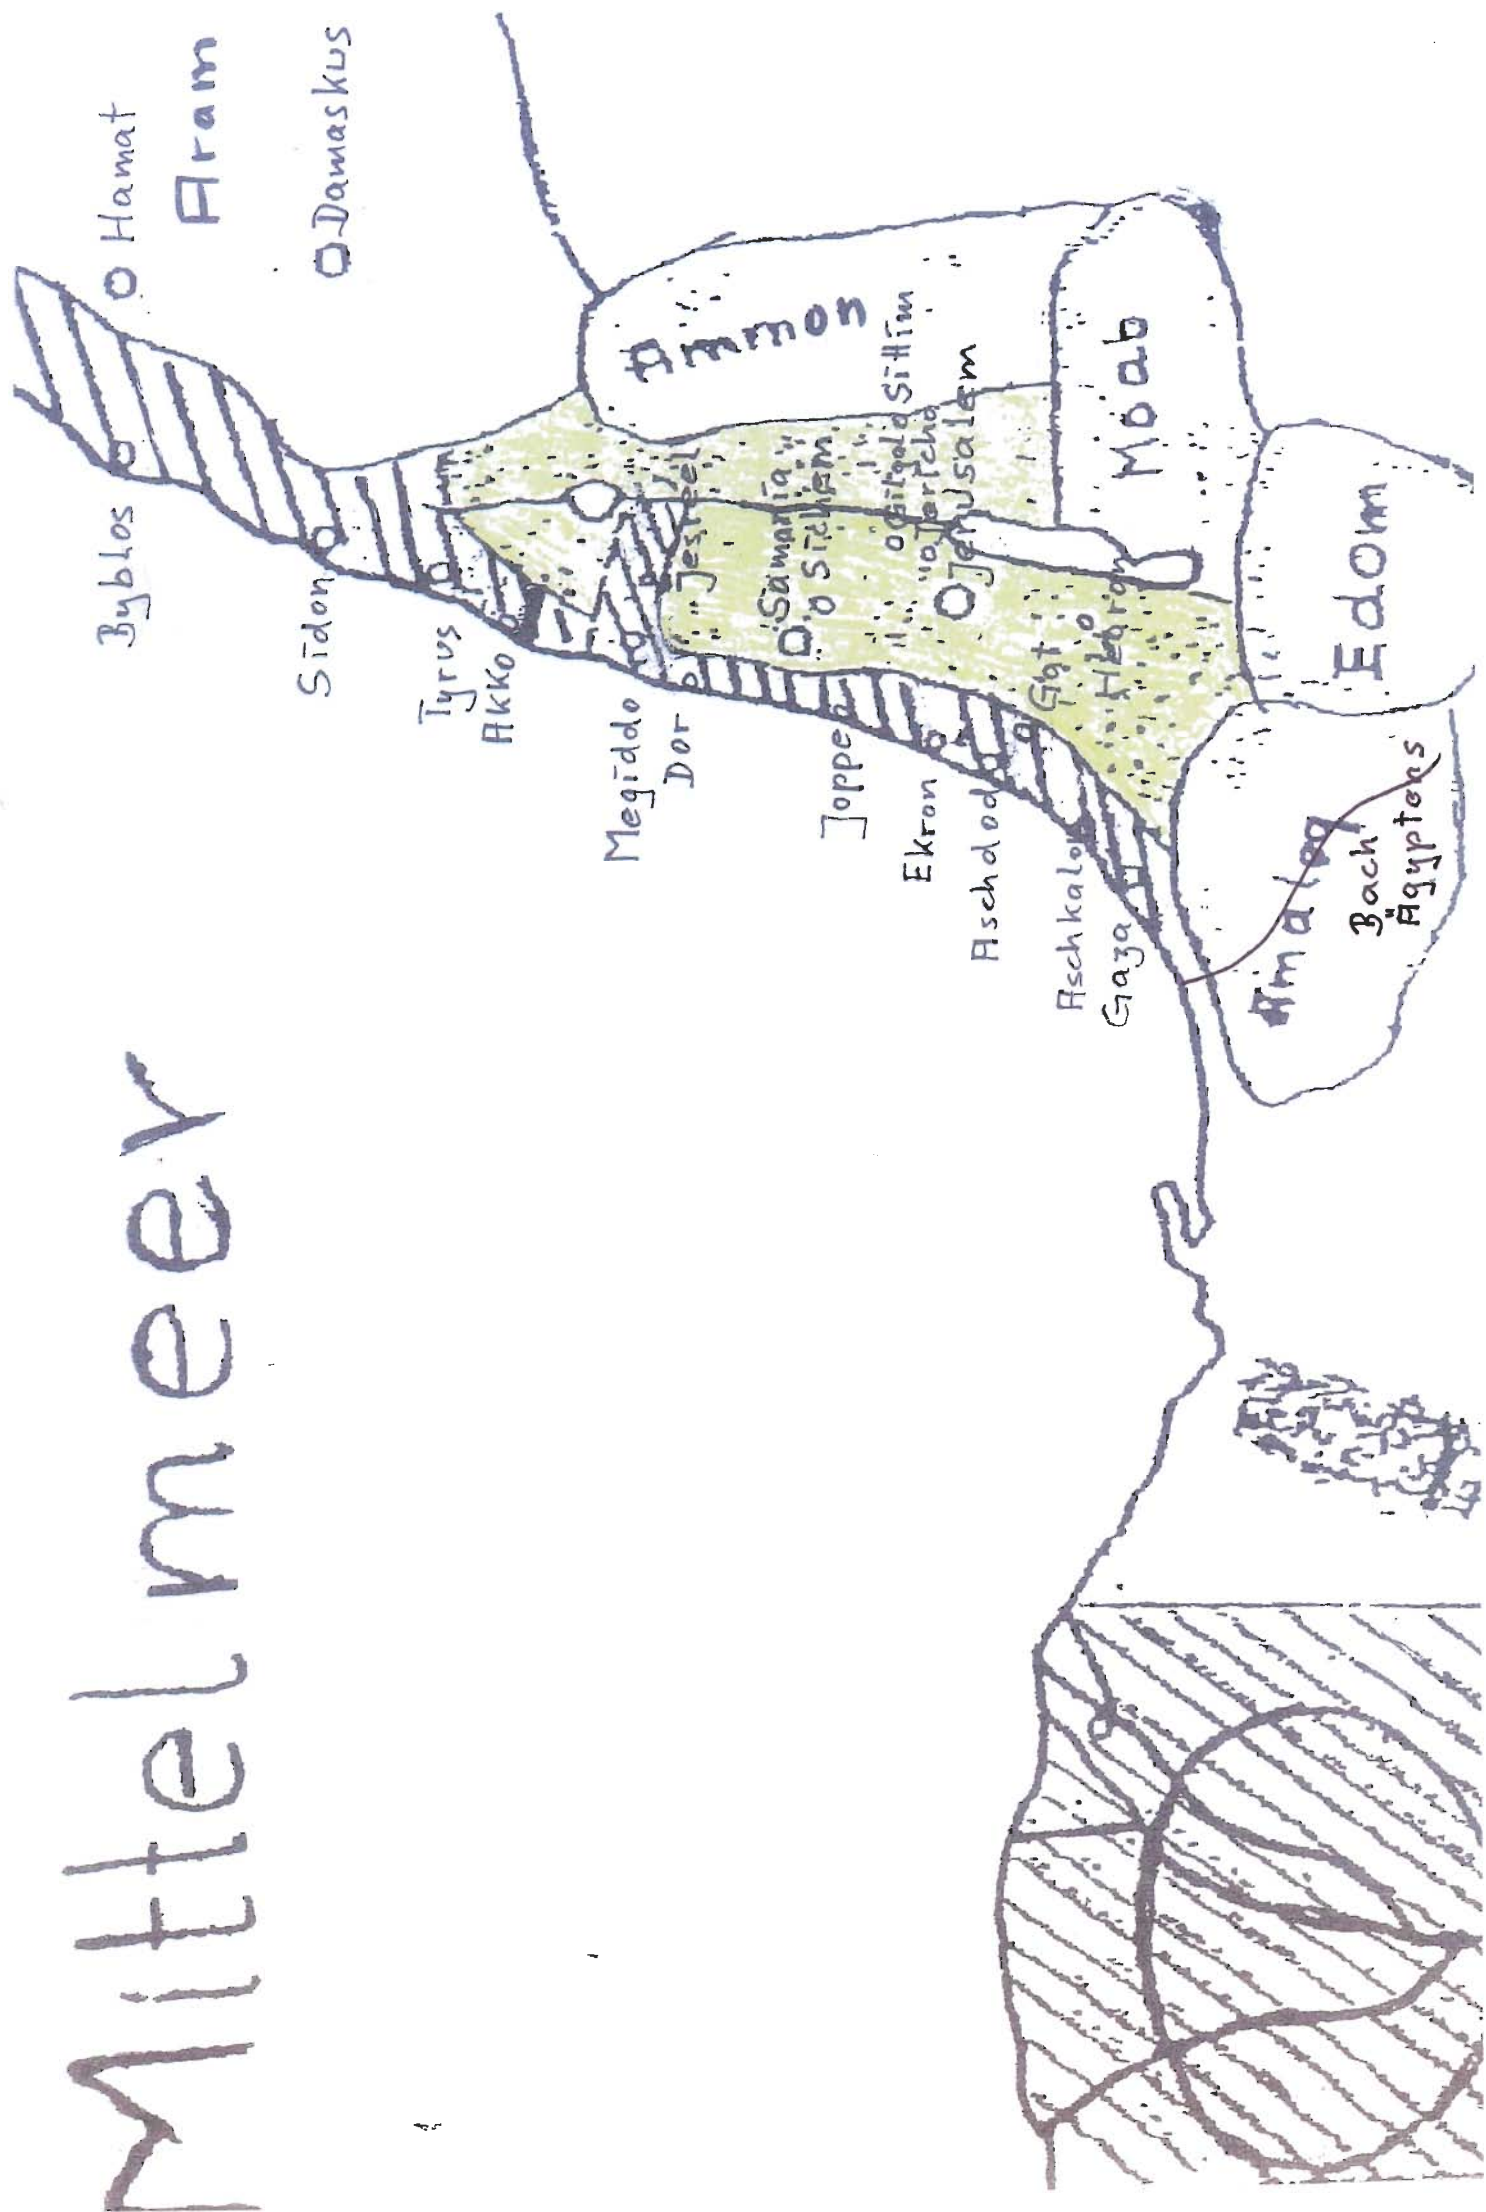 Mittelmeer
Byblos
Hamat
Aram
Damaskus
Sidon
Tyrus
Akko
Megiddo
Dor
Jesreel
Ammon
Samaria
Sichem
Joppe
Gilgal
Sittim
Jericho
Jerusalem
Ekron
Aschdod
Gat
Hebron
Moab
Aschkalon
Gaza
Edom
Amalaq
Bach
Ägyptens